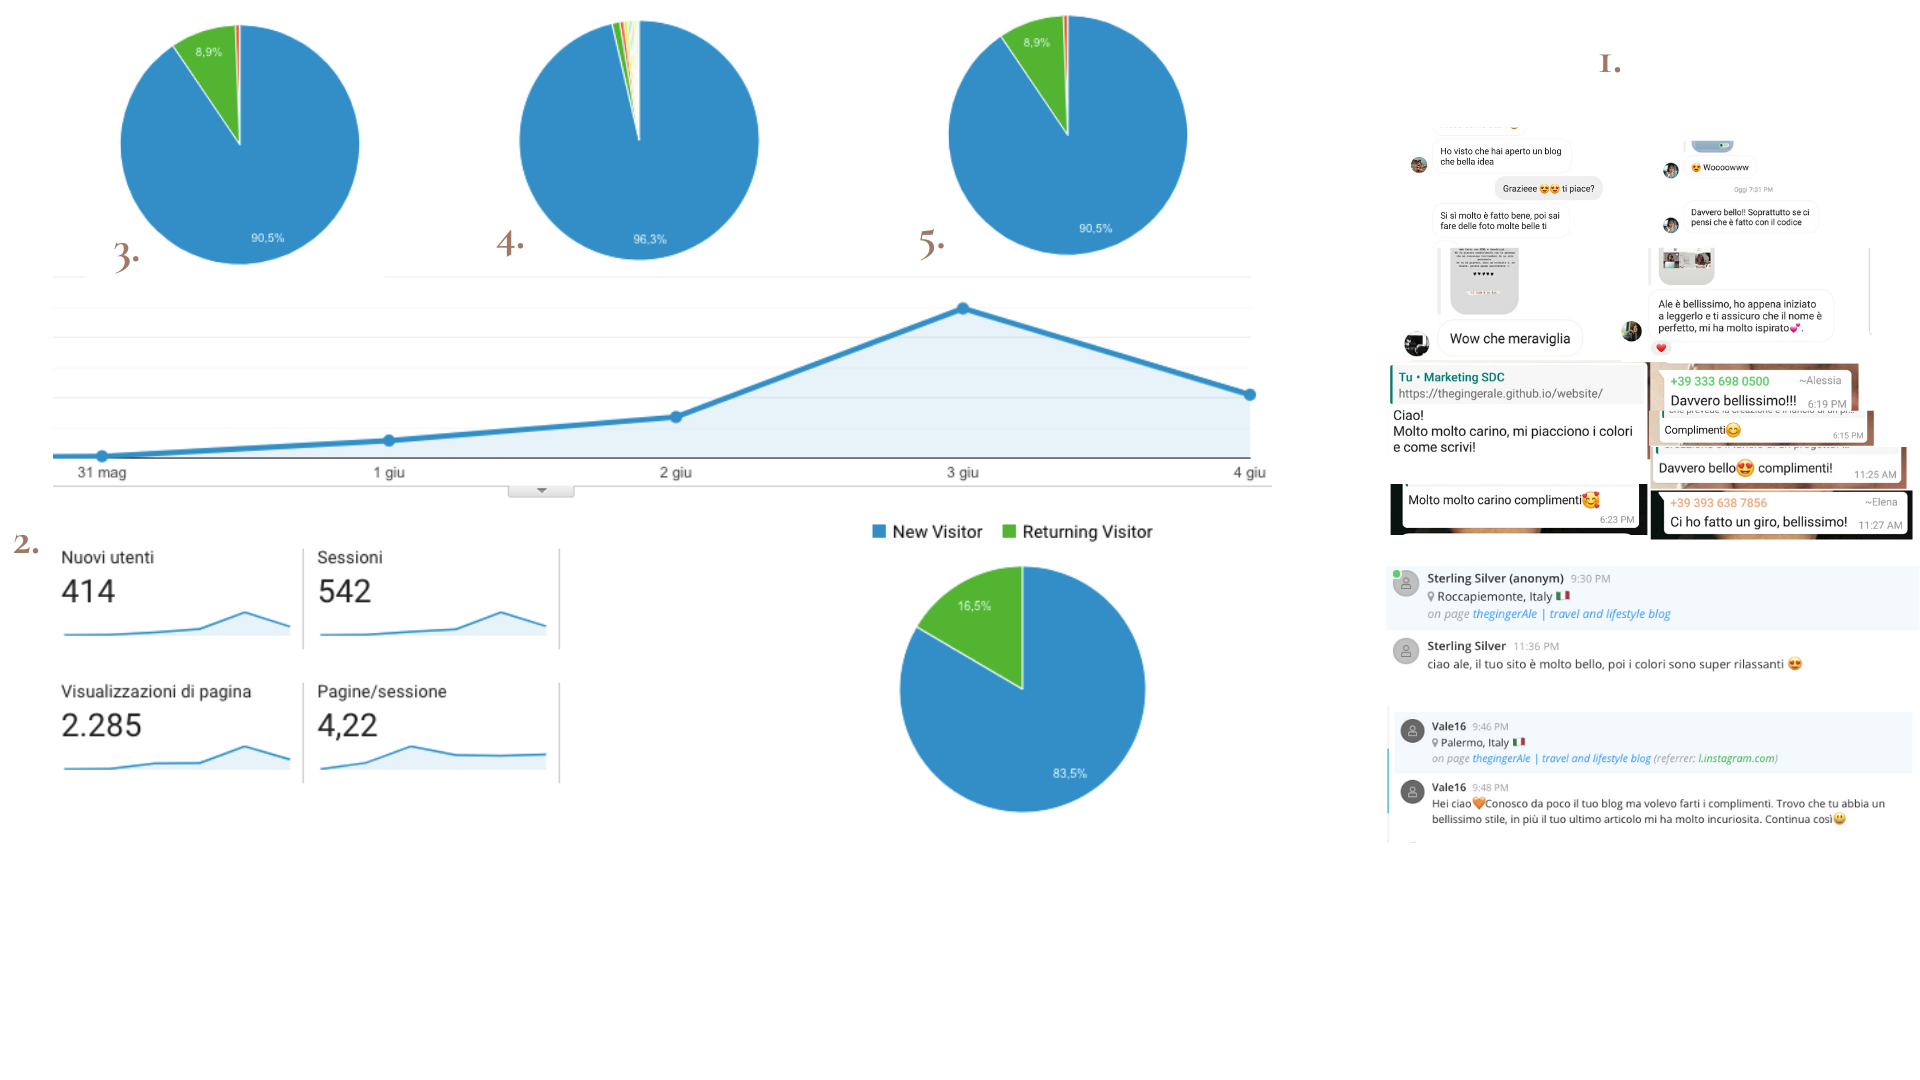 8,9%
90,5%
3.
96,3%
4.
8,9%
90,5%
5.
31 mag
1 giu
2 giu
3 giu
4 giu
2.
Nuovi utenti
414
Sessioni
542
Visualizzazioni di pagina
2.285
Pagine/sessione
4,22
New Visitor
Returning Visitor
16,5%
83,5%
1.
Ho visto che hai aperto un blog
che bella idea
Grazieee 😍😍 ti piace?
Si sì molto è fatto bene, poi sai
fare delle foto molte belle ti
😍 Woooowww
Oggi 7:31 PM
Davvero bello!! Soprattutto se ci
pensi che è fatto con il codice
Wow che meraviglia
Ale è bellissimo, ho appena iniziato
a leggerlo e ti assicuro che il nome è
perfetto, mi ha molto ispirato💕.
Tu • Marketing SDC
https://thegingerale.github.io/website/
Ciao!
Molto molto carino, mi piacciono i colori
e come scrivi!
Molto molto carino complimenti🥰
6:23 PM
+39 333 698 0500 ~Alessia
Davvero bellissimo!!! 6:19 PM
Complimenti😊 6:15 PM
Davvero bello😍 complimenti! 11:25 AM
+39 393 638 7856 ~Elena
Ci ho fatto un giro, bellissimo! 11:27 AM
Sterling Silver (anonym) 9:30 PM
Roccapiemonte, Italy 🇮🇹
on page thegingerAle | travel and lifestyle blog
Sterling Silver 11:36 PM
ciao ale, il tuo sito è molto bello, poi i colori sono super rilassanti 😍
Vale16 9:46 PM
Palermo, Italy 🇮🇹
on page thegingerAle | travel and lifestyle blog (referrer: l.instagram.com)
Vale16 9:48 PM
Hei ciao🧡Conosco da poco il tuo blog ma volevo farti i complimenti. Trovo che tu abbia un
bellissimo stile, in più il tuo ultimo articolo mi ha molto incuriosita. Continua così😃